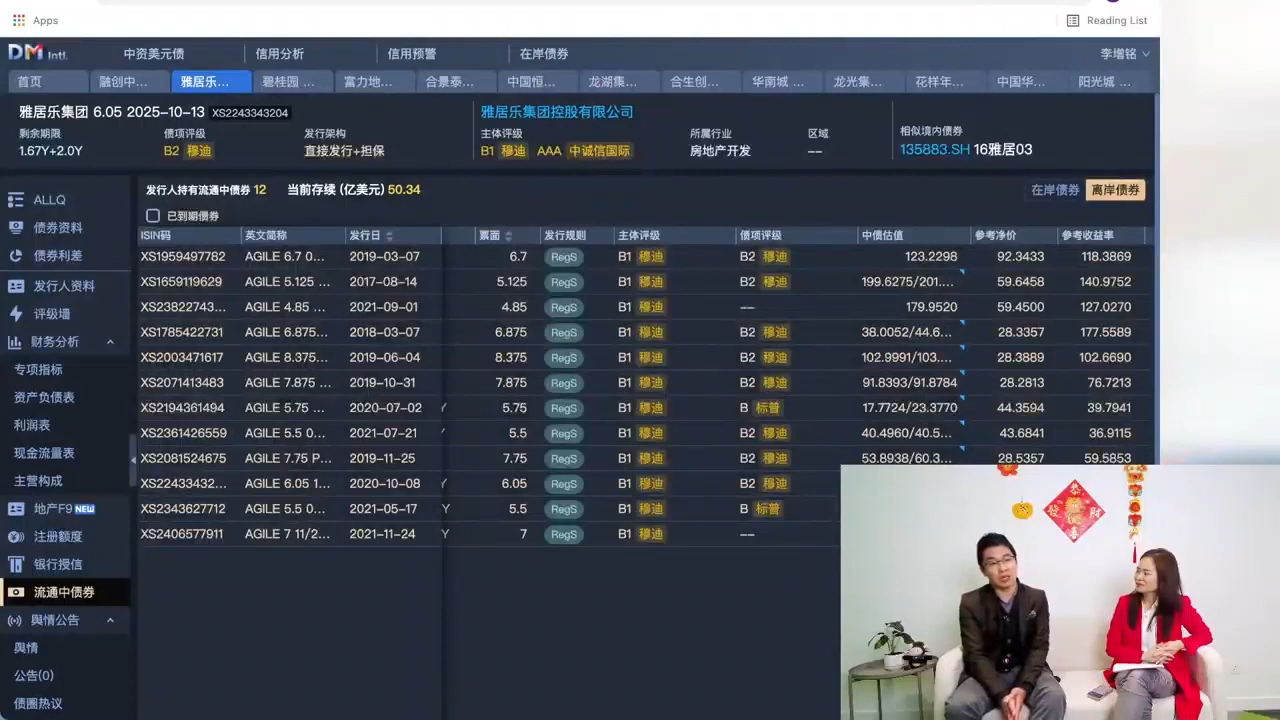 Apps
Reading List
DM Intl.
中资美元债
信用分析
信用预警
在岸债券
李增铭
首页
融创中...
雅居乐...
碧桂园 ...
富力地...
合景泰...
中国恒...
龙湖集...
合生创...
华南城 ...
龙光集...
花样年...
中国华...
阳光城 ...
雅居乐集团 6.05 2025-10-13 XS2243343204
剩余期限
债项评级
发行架构
1.67Y+2.0Y
B2 穆迪
直接发行+担保
雅居乐集团控股有限公司
主体评级
所属行业
区域
B1 穆迪 AAA 中诚信国际
房地产开发
--
相似境内债券
135883.SH 16雅居03
ALLQ
债券资料
债券利差
发行人资料
评级墙
财务分析
专项指标
资产负债表
利润表
现金流量表
主营构成
NEW
注册额度
银行授信
流通中债券
舆情公告
舆情
公告(0)
债圈热议
发行人持有流通中债券 12 当前存续 (亿美元) 50.34
在岸债券 离岸债券
已到期债券
ISIN码 英文简称 发行日 票面 发行规则 主体评级 债项评级 中债估值 参考净价 参考收益率
XS1959497782 AGILE 6.7 0... 2019-03-07 6.7 RegS B1 穆迪 B2 穆迪 123.2298 92.3433 118.3869
XS1659119629 AGILE 5.125 ... 2017-08-14 5.125 RegS B1 穆迪 B2 穆迪 199.6275/201.... 59.6458 140.9752
XS23822743... AGILE 4.85 ... 2021-09-01 4.85 RegS B1 穆迪 -- 179.9520 59.4500 127.0270
XS1785422731 AGILE 6.875... 2018-03-07 6.875 RegS B1 穆迪 B2 穆迪 38.0052/44.6... 28.3357 177.5589
XS2003471617 AGILE 8.375... 2019-06-04 8.375 RegS B1 穆迪 B2 穆迪 102.9991/103.... 28.3889 102.6690
XS2071413483 AGILE 7.875 ... 2019-10-31 7.875 RegS B1 穆迪 B2 穆迪 91.8393/91.8784 28.2813 76.7213
XS2194361494 AGILE 5.75 ... 2020-07-02 5.75 RegS B1 穆迪 B 标普 17.7724/23.3770 44.3594 39.7941
XS2361426559 AGILE 5.5 0... 2021-07-21 5.5 RegS B1 穆迪 B2 穆迪 40.4960/40.5... 43.6841 36.9115
XS2081524675 AGILE 7.75 P... 2019-11-25 7.75 RegS B1 穆迪 B2 穆迪 53.8938/60.3... 28.5357 59.5853
XS22433432... AGILE 6.05 1... 2020-10-08 Y 6.05 RegS B1 穆迪 B2 穆迪
XS2343627712 AGILE 5.5 0... 2021-05-17 Y 5.5 RegS B1 穆迪 B 标普
XS2406577911 AGILE 7 11/2... 2021-11-24 Y 7 RegS B1 穆迪 --
恭
發 財
喜